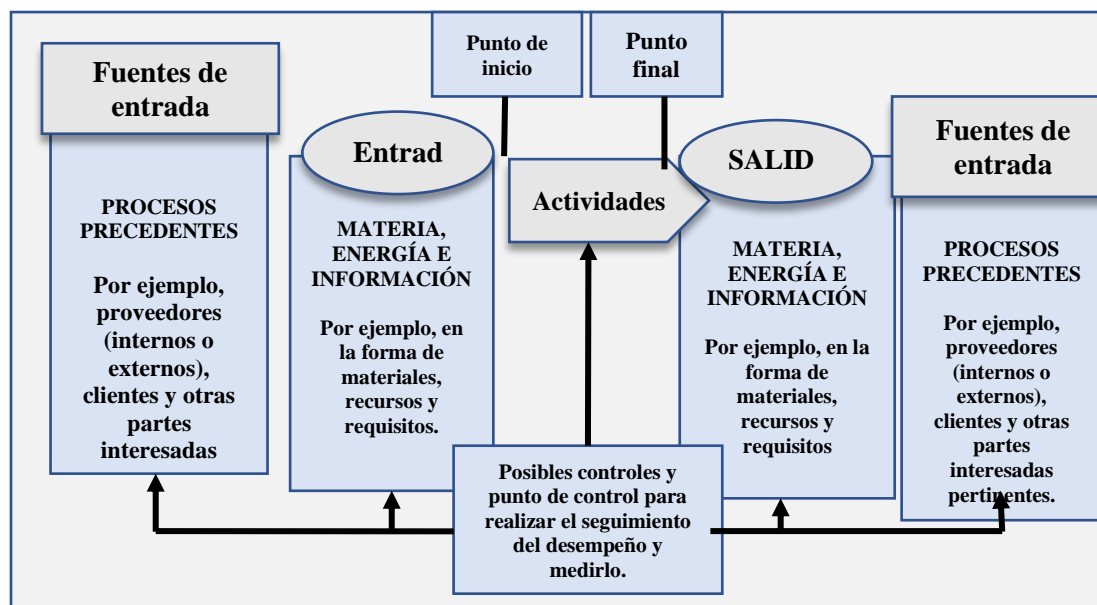 Fuentes de
entrada
PROCESOS
PRECEDENTES
Por ejemplo,
proveedores
(internos o
externos),
clientes y otras
partes
interesadas
Entrad
MATERIA,
ENERGÍA E
INFORMACIÓN
Por ejemplo, en
la forma de
materiales,
recursos y
requisitos.
Punto de
inicio
Punto
final
Actividades
Posibles controles y
punto de control para
realizar el seguimiento
del desempeño y
medirlo.
SALID
MATERIA,
ENERGÍA E
INFORMACIÓN
Por ejemplo, en la
forma de
materiales,
recursos y
requisitos
Fuentes de
entrada
PROCESOS
PRECEDENTES
Por ejemplo,
proveedores
(internos o
externos),
clientes y otras
partes
interesadas
pertinentes.